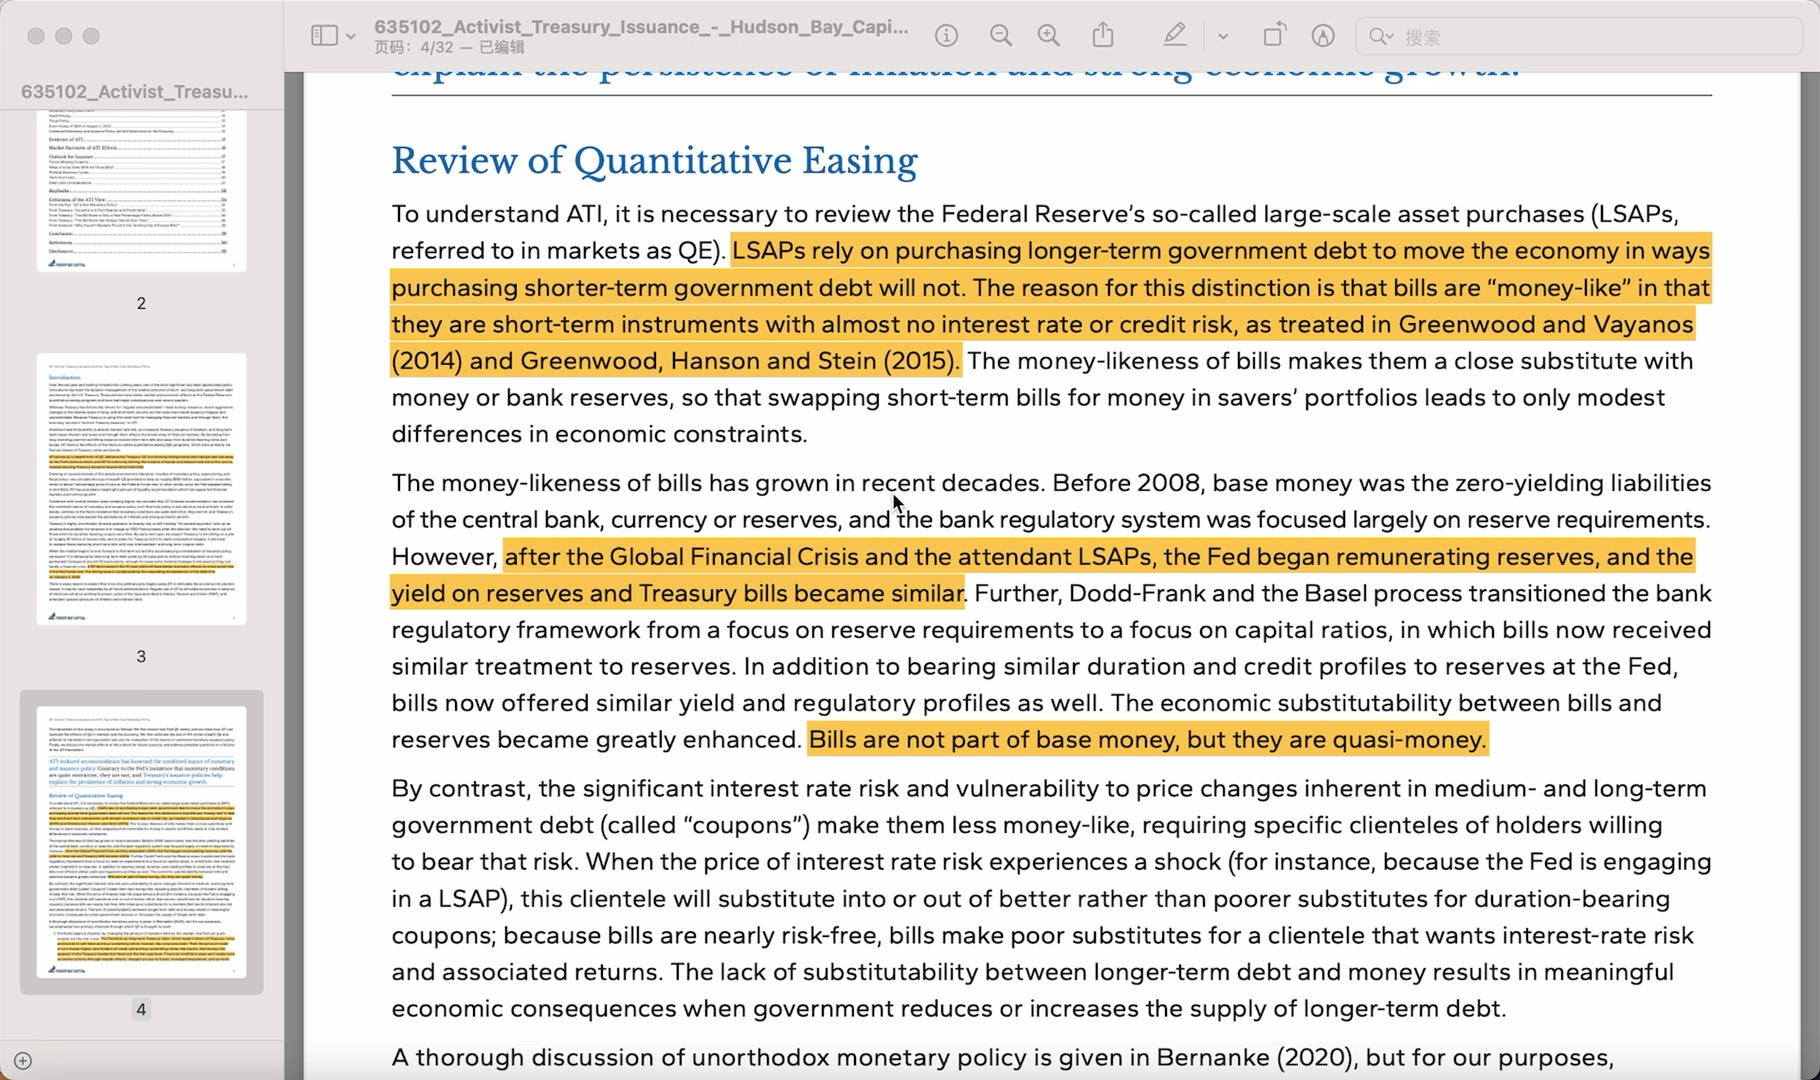 635102_Activist_Treasury_Issuance_-_Hudson_Bay_Capi...
页码：4/32 — 已编辑
搜索
635102_Activist_Treasu...
2
3
4
explain the persistence of inflation and strong economic growth.
Review of Quantitative Easing
To understand ATI, it is necessary to review the Federal Reserve’s so-called large-scale asset purchases (LSAPs,
referred to in markets as QE). LSAPs rely on purchasing longer-term government debt to move the economy in ways
purchasing shorter-term government debt will not. The reason for this distinction is that bills are “money-like” in that
they are short-term instruments with almost no interest rate or credit risk, as treated in Greenwood and Vayanos
(2014) and Greenwood, Hanson and Stein (2015). The money-likeness of bills makes them a close substitute with
money or bank reserves, so that swapping short-term bills for money in savers’ portfolios leads to only modest
differences in economic constraints.
The money-likeness of bills has grown in recent decades. Before 2008, base money was the zero-yielding liabilities
of the central bank, currency or reserves, and the bank regulatory system was focused largely on reserve requirements.
However, after the Global Financial Crisis and the attendant LSAPs, the Fed began remunerating reserves, and the
yield on reserves and Treasury bills became similar. Further, Dodd-Frank and the Basel process transitioned the bank
regulatory framework from a focus on reserve requirements to a focus on capital ratios, in which bills now received
similar treatment to reserves. In addition to bearing similar duration and credit profiles to reserves at the Fed,
bills now offered similar yield and regulatory profiles as well. The economic substitutability between bills and
reserves became greatly enhanced. Bills are not part of base money, but they are quasi-money.
By contrast, the significant interest rate risk and vulnerability to price changes inherent in medium- and long-term
government debt (called “coupons”) make them less money-like, requiring specific clienteles of holders willing
to bear that risk. When the price of interest rate risk experiences a shock (for instance, because the Fed is engaging
in a LSAP), this clientele will substitute into or out of better rather than poorer substitutes for duration-bearing
coupons; because bills are nearly risk-free, bills make poor substitutes for a clientele that wants interest-rate risk
and associated returns. The lack of substitutability between longer-term debt and money results in meaningful
economic consequences when government reduces or increases the supply of longer-term debt.
A thorough discussion of unorthodox monetary policy is given in Bernanke (2020), but for our purposes,